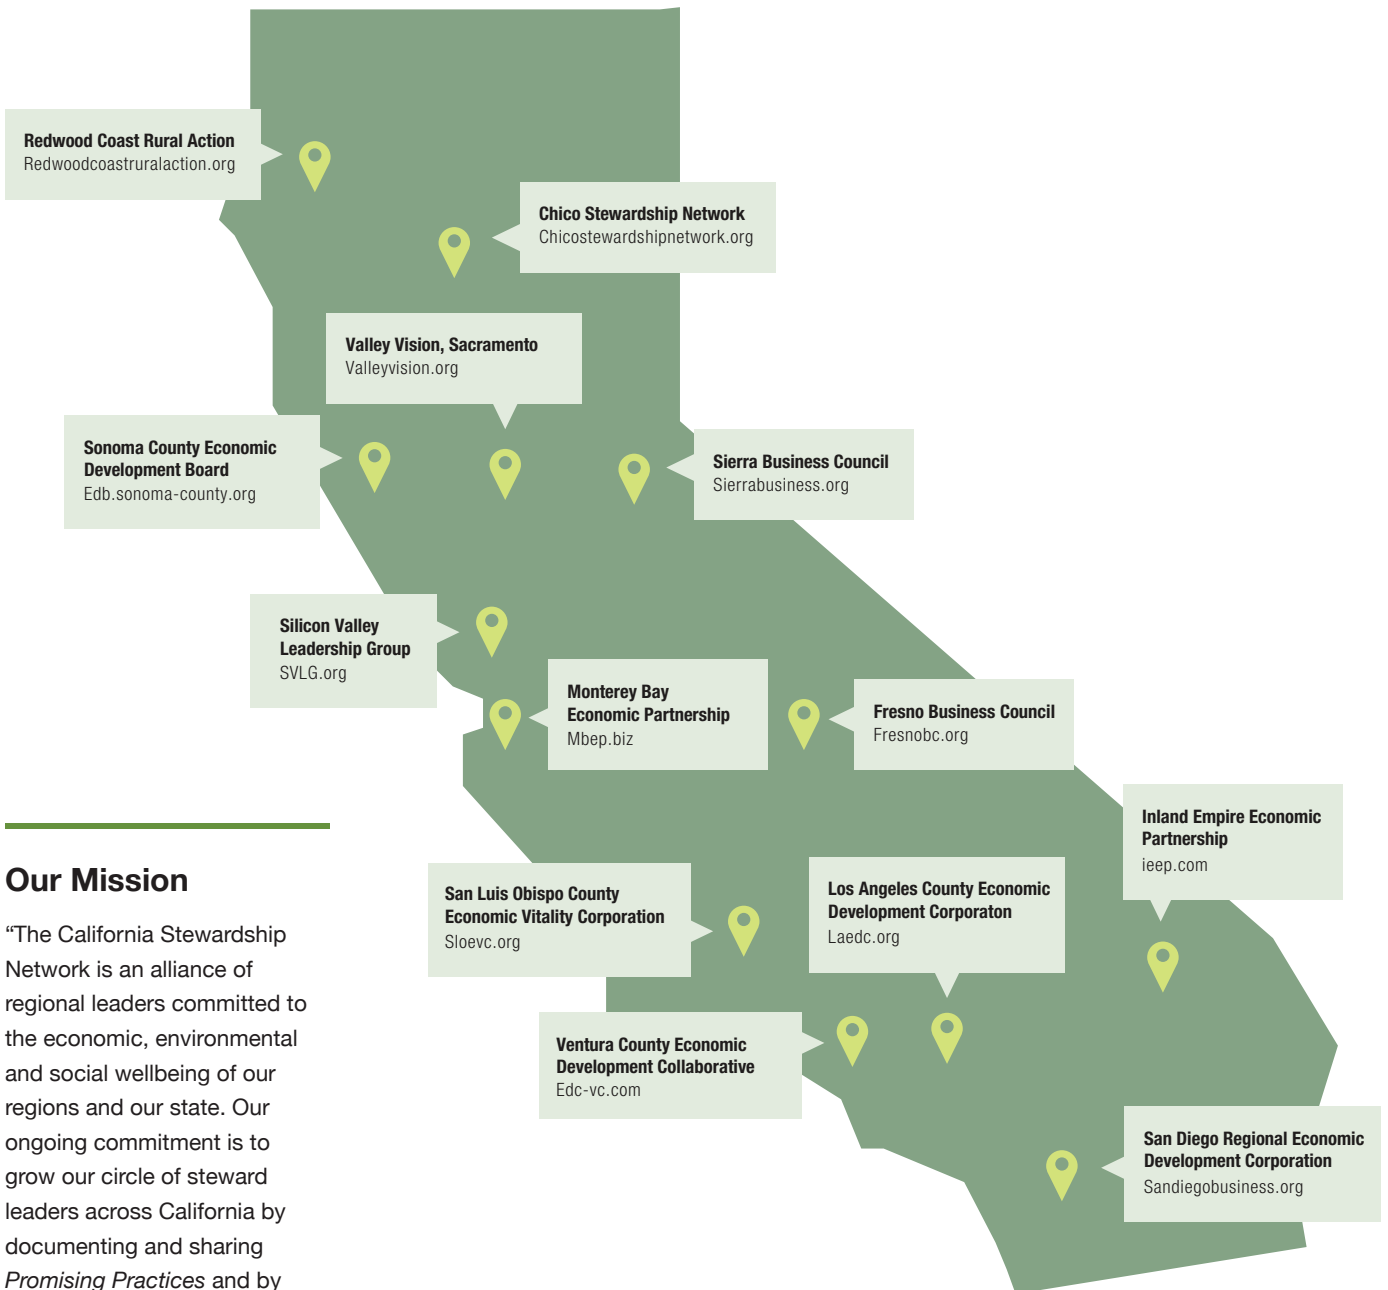 Redwood Coast Rural Action
Redwoodcoastruralaction.org
Chico Stewardship Network
Chicostewardshipnetwork.org
Valley Vision, Sacramento
Valleyvision.org
Sonoma County Economic
Development Board
Edb.sonoma-county.org
Sierra Business Council
Sierrabusiness.org
Silicon Valley
Leadership Group
SVLG.org
Monterey Bay
Economic Partnership
Mbep.biz
Fresno Business Council
Fresnobc.org
Inland Empire Economic
Partnership
ieep.com
San Luis Obispo County
Economic Vitality Corporation
Sloevc.org
Los Angeles County Economic
Development Corporaton
Laedc.org
Ventura County Economic
Development Collaborative
Edc-vc.com
San Diego Regional Economic
Development Corporation
Sandiegobusiness.org
Our Mission
“The California Stewardship
Network is an alliance of
regional leaders committed to
the economic, environmental
and social wellbeing of our
regions and our state. Our
ongoing commitment is to
grow our circle of steward
leaders across California by
documenting and sharing
Promising Practices and by